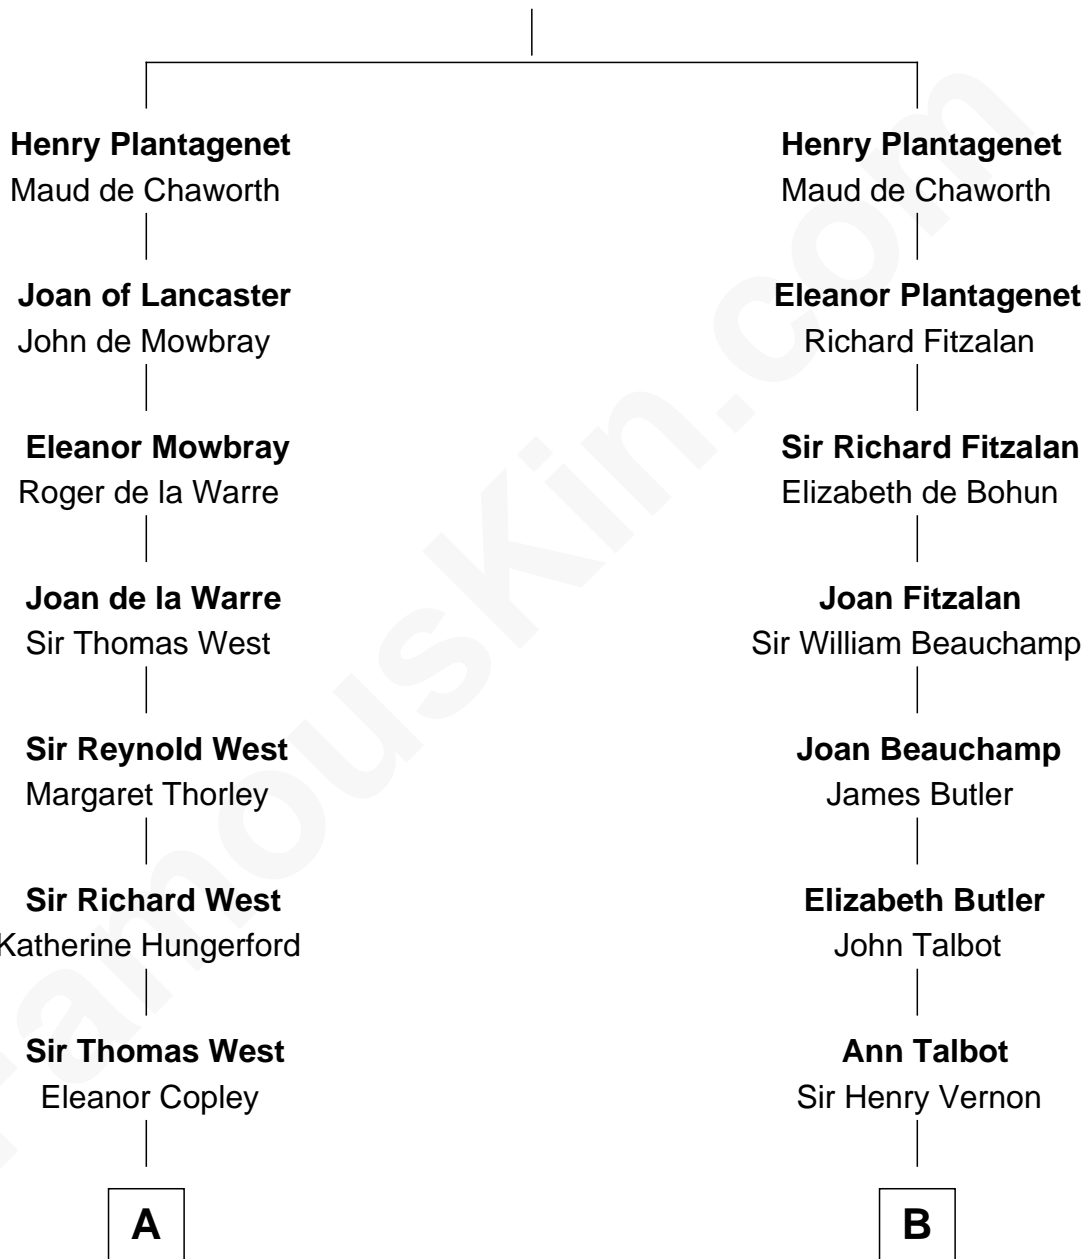 Henry Plantagenet
Maud de Chaworth
Joan of Lancaster
John de Mowbray
Eleanor Mowbray
Roger de la Warre
Joan de la Warre
Sir Thomas West
Sir Reynold West
Margaret Thorley
Sir Richard West
Katherine Hungerford
Sir Thomas West
Eleanor Copley
A
Henry Plantagenet
Maud de Chaworth
Eleanor Plantagenet
Richard Fitzalan
Sir Richard Fitzalan
Elizabeth de Bohun
Joan Fitzalan
Sir William Beauchamp
Joan Beauchamp
James Butler
Elizabeth Butler
John Talbot
Ann Talbot
Sir Henry Vernon
B
FamousKin.com